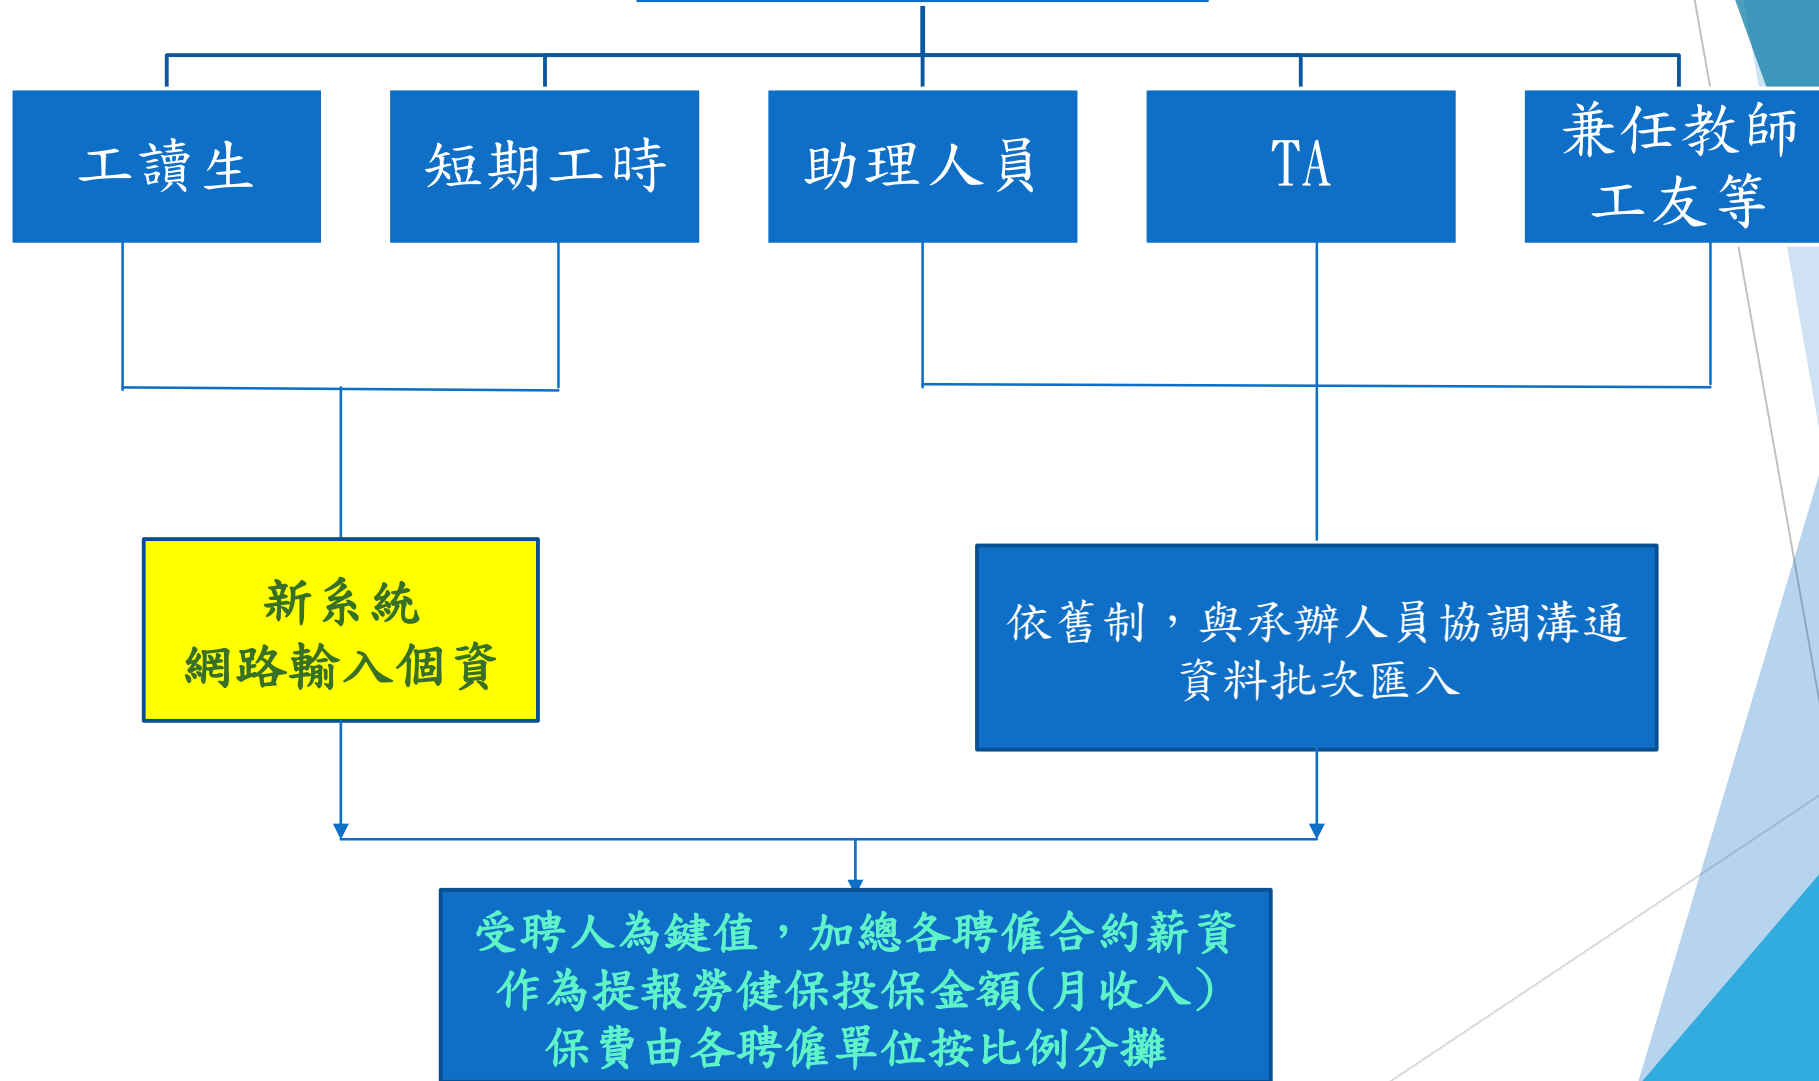 工讀生
短期工時
助理人員
TA
兼任教師
工友等
新系統
網路輸入個資
依舊制，與承辦人員協調溝通
資料批次匯入
受聘人為鍵值，加總各聘僱合約薪資
作為提報勞健保投保金額(月收入)
保費由各聘僱單位按比例分攤